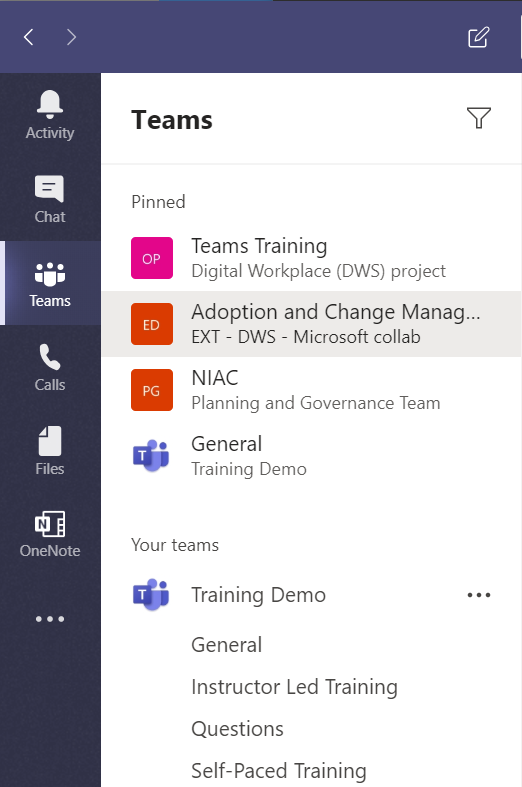 Activity
Chat
Teams
Calls
Files
OneNote
Teams
Pinned
OP
Teams Training
Digital Workplace (DWS) project
ED
Adoption and Change Manag...
EXT - DWS - Microsoft collab
PG
NIAC
Planning and Governance Team
T
General
Training Demo
Your teams
T
Training Demo
General
Instructor Led Training
Questions
Self-Paced Training